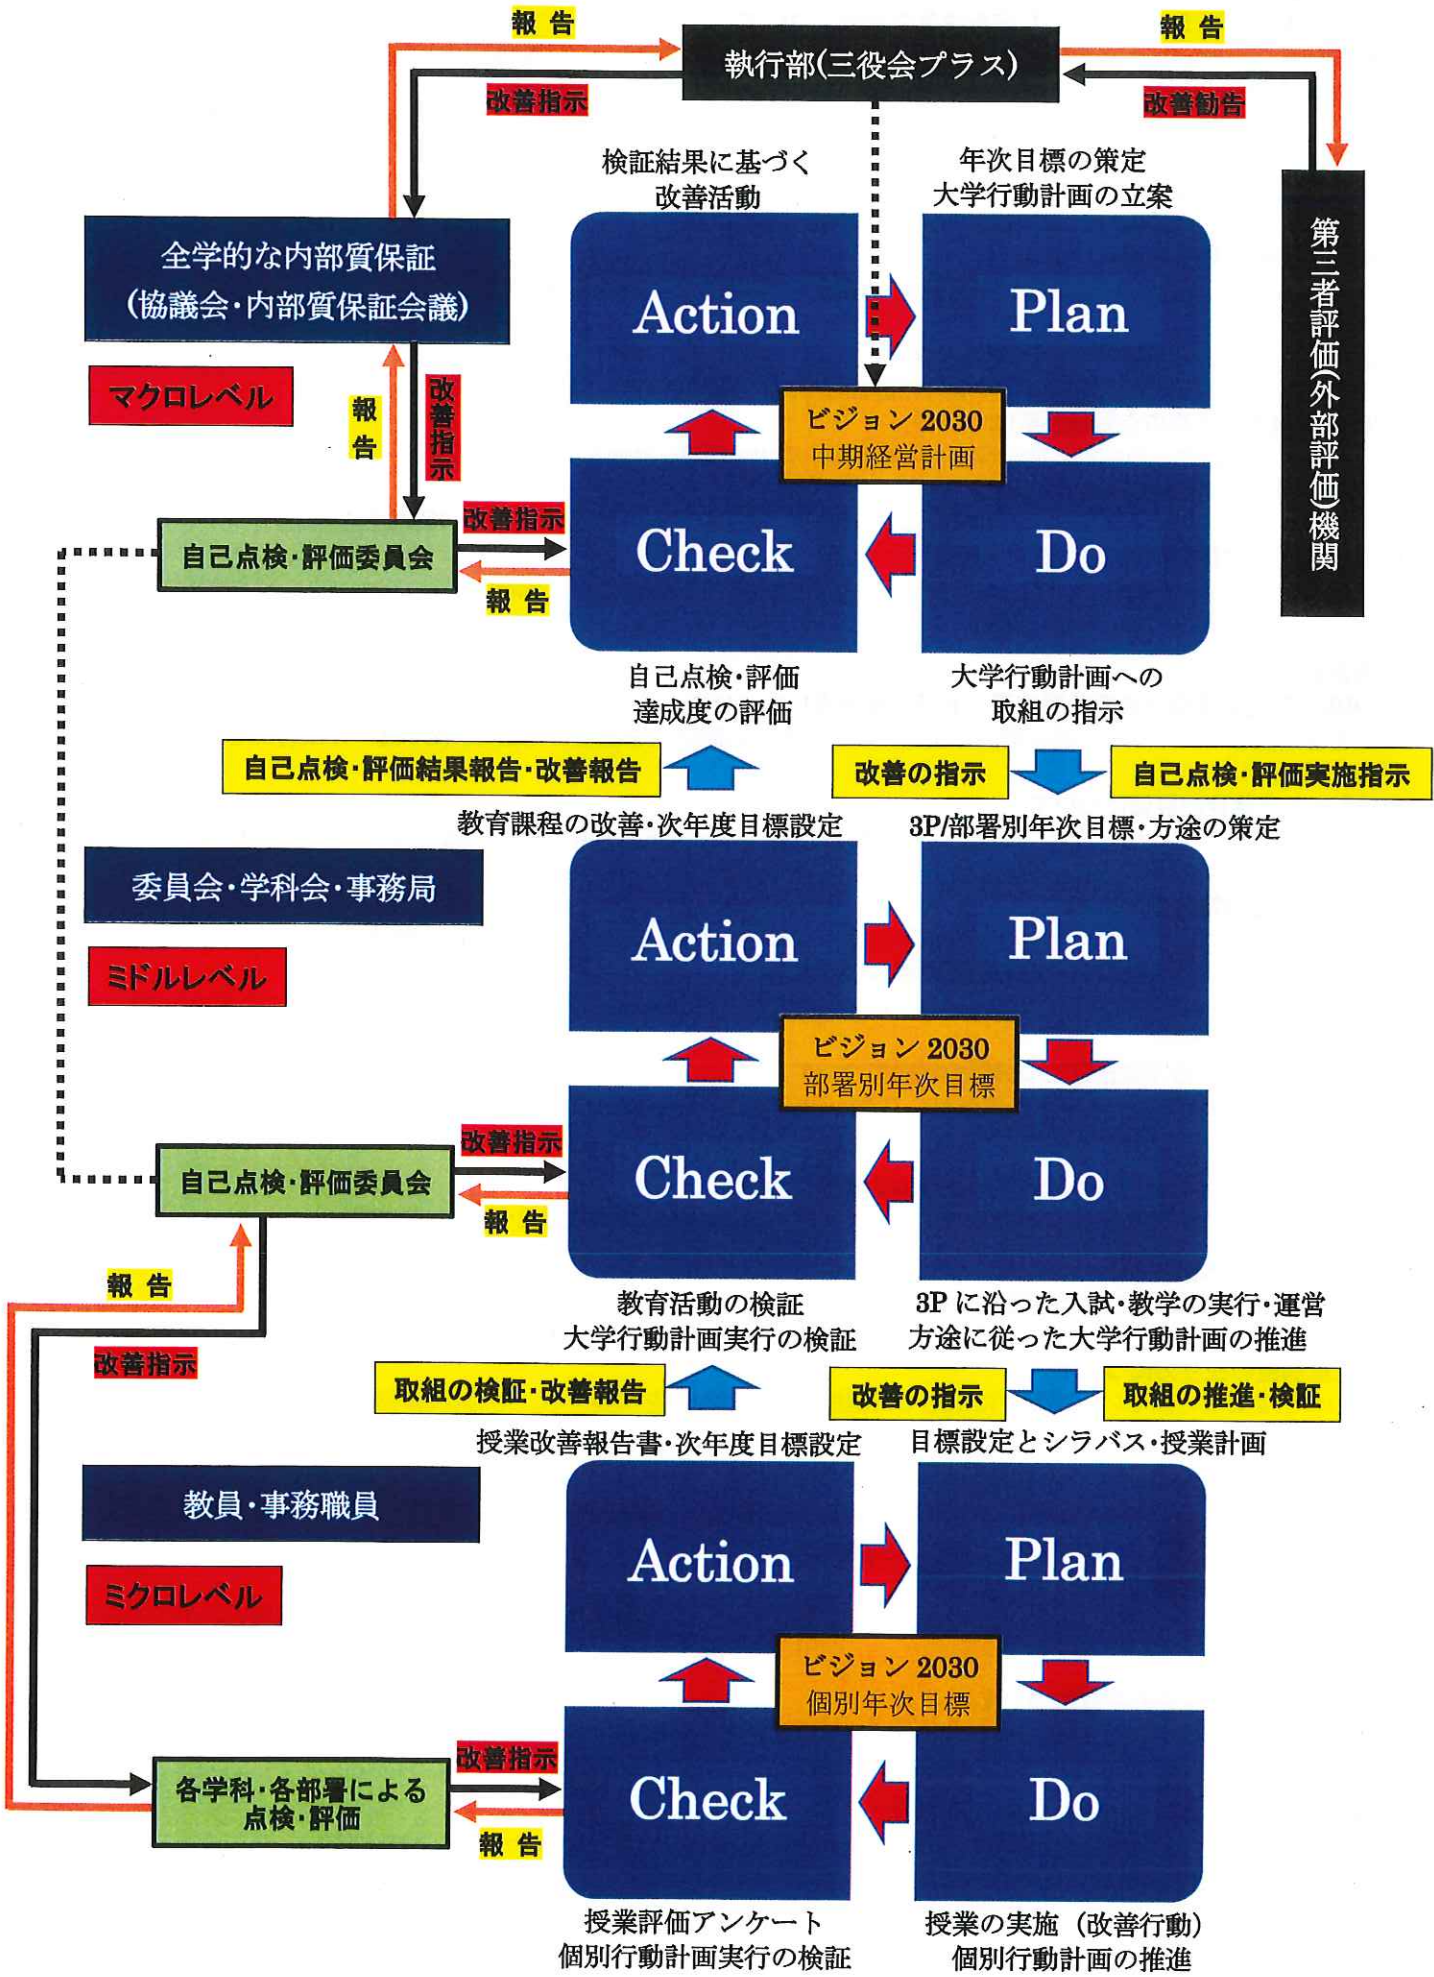 報 告
報 告
執行部(三役会プラス)
改善指示
改善勧告
検証結果に基づく
改善活動
年次目標の策定
大学行動計画の立案
全学的な内部質保証
(協議会・内部質保証会議)
第三者評価(外部評価)機関
Action
Plan
マクロレベル
報告
改善指示
ビジョン 2030
中期経営計画
改善指示
自己点検・評価委員会
Check
Do
報 告
自己点検・評価
達成度の評価
大学行動計画への
取組の指示
自己点検・評価結果報告・改善報告
改善の指示
自己点検・評価実施指示
教育課程の改善・次年度目標設定
3P/部署別年次目標・方途の策定
委員会・学科会・事務局
Action
Plan
ミドルレベル
ビジョン 2030
部署別年次目標
改善指示
自己点検・評価委員会
Check
Do
報 告
報 告
改善指示
教育活動の検証
大学行動計画実行の検証
3P に沿った入試・教学の実行・運営
方途に従った大学行動計画の推進
取組の検証・改善報告
改善の指示
取組の推進・検証
授業改善報告書・次年度目標設定
目標設定とシラバス・授業計画
教員・事務職員
Action
Plan
ミクロレベル
ビジョン 2030
個別年次目標
改善指示
各学科・各部署による
点検・評価
Check
Do
報 告
授業評価アンケート
個別行動計画実行の検証
授業の実施（改善行動）
個別行動計画の推進